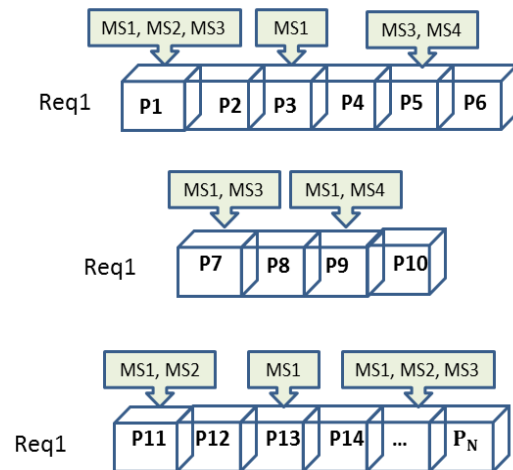 MS1, MS2, MS3 MS1 MS3, MS4
Req1 P1 P2 P3 P4 P5 P6
MS1, MS3 MS1, MS4
Req1 P7 P8 P9 P10
MS1, MS2 MS1 MS1, MS2, MS3
Req1 P11 P12 P13 P14 ... PN